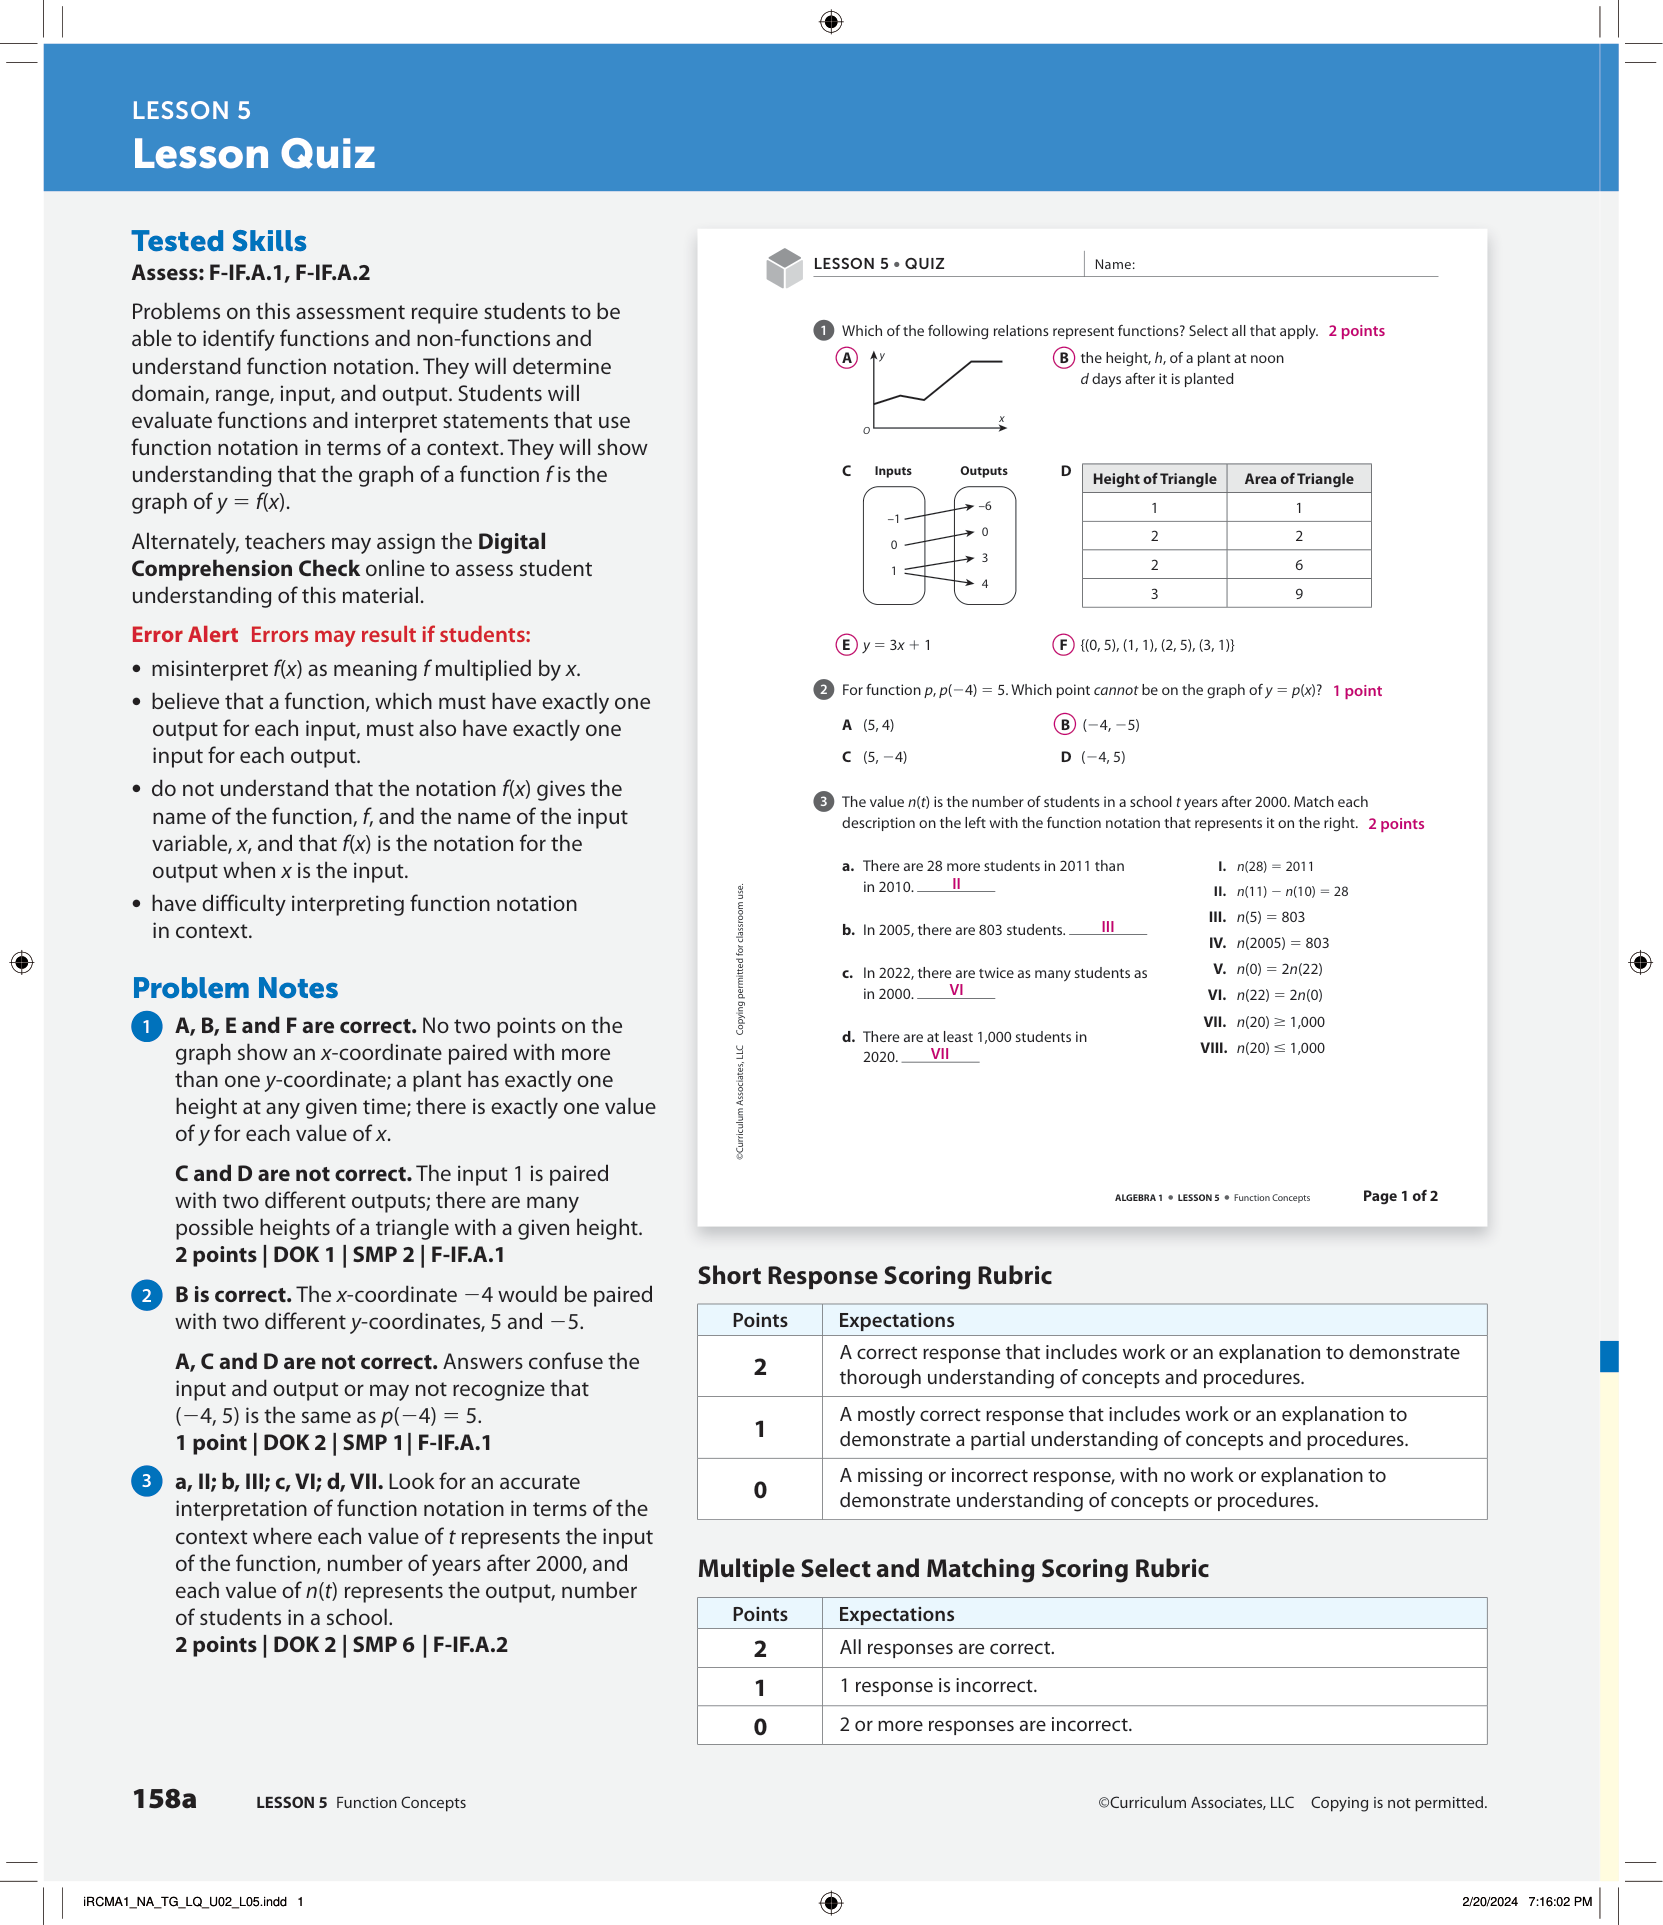 LESSON 5
Lesson Quiz
Tested Skills
Assess: F-IF.A.1, F-IF.A.2
Problems on this assessment require students to be
able to identify functions and non-functions and
understand function notation. They will determine
domain, range, input, and output. Students will
evaluate functions and interpret statements that use
function notation in terms of a context. They will show
understanding that the graph of a function f is the
graph of y = f(x).
Alternately, teachers may assign the Digital
Comprehension Check online to assess student
understanding of this material.
Error Alert Errors may result if students:
• misinterpret f(x) as meaning f multiplied by x.
• believe that a function, which must have exactly one
output for each input, must also have exactly one
input for each output.
• do not understand that the notation f(x) gives the
name of the function, f, and the name of the input
variable, x, and that f(x) is the notation for the
output when x is the input.
• have difficulty interpreting function notation
in context.
Problem Notes
1 A, B, E and F are correct. No two points on the
graph show an x-coordinate paired with more
than one y-coordinate; a plant has exactly one
height at any given time; there is exactly one value
of y for each value of x.
C and D are not correct. The input 1 is paired
with two different outputs; there are many
possible heights of a triangle with a given height.
2 points | DOK 1 | SMP 2 | F-IF.A.1
2 B is correct. The x-coordinate −4 would be paired
with two different y-coordinates, 5 and −5.
A, C and D are not correct. Answers confuse the
input and output or may not recognize that
(−4, 5) is the same as p(−4) = 5.
1 point | DOK 2 | SMP 1| F-IF.A.1
3 a, II; b, III; c, VI; d, VII. Look for an accurate
interpretation of function notation in terms of the
context where each value of t represents the input
of the function, number of years after 2000, and
each value of n(t) represents the output, number
of students in a school.
2 points | DOK 2 | SMP 6 | F-IF.A.2
LESSON 5 • QUIZ Name:
1 Which of the following relations represent functions? Select all that apply. 2 points
A y x O
B the height, h, of a plant at noon
d days after it is planted
C Inputs Outputs
–1 –6
0 0
1 3
4
D Height of Triangle Area of Triangle
1 1
2 2
2 6
3 9
E y = 3x + 1
F {(0, 5), (1, 1), (2, 5), (3, 1)}
2 For function p, p(−4) = 5. Which point cannot be on the graph of y = p(x)? 1 point
A (5, 4) B (−4, −5)
C (5, −4) D (−4, 5)
3 The value n(t) is the number of students in a school t years after 2000. Match each
description on the left with the function notation that represents it on the right. 2 points
a. There are 28 more students in 2011 than
in 2010. II
b. In 2005, there are 803 students. III
c. In 2022, there are twice as many students as
in 2000. VI
d. There are at least 1,000 students in
2020. VII
I. n(28) = 2011
II. n(11) − n(10) = 28
III. n(5) = 803
IV. n(2005) = 803
V. n(0) = 2n(22)
VI. n(22) = 2n(0)
VII. n(20) ≥ 1,000
VIII. n(20) ≤ 1,000
©Curriculum Associates, LLC Copying permitted for classroom use.
ALGEBRA 1 • LESSON 5 • Function Concepts Page 1 of 2
Short Response Scoring Rubric
Points Expectations
2 A correct response that includes work or an explanation to demonstrate
thorough understanding of concepts and procedures.
1 A mostly correct response that includes work or an explanation to
demonstrate a partial understanding of concepts and procedures.
0 A missing or incorrect response, with no work or explanation to
demonstrate understanding of concepts or procedures.
Multiple Select and Matching Scoring Rubric
Points Expectations
2 All responses are correct.
1 1 response is incorrect.
0 2 or more responses are incorrect.
158a LESSON 5 Function Concepts
©Curriculum Associates, LLC Copying is not permitted.
iRCMA1_NA_TG_LQ_U02_L05.indd 1
2/20/2024 7:16:02 PM